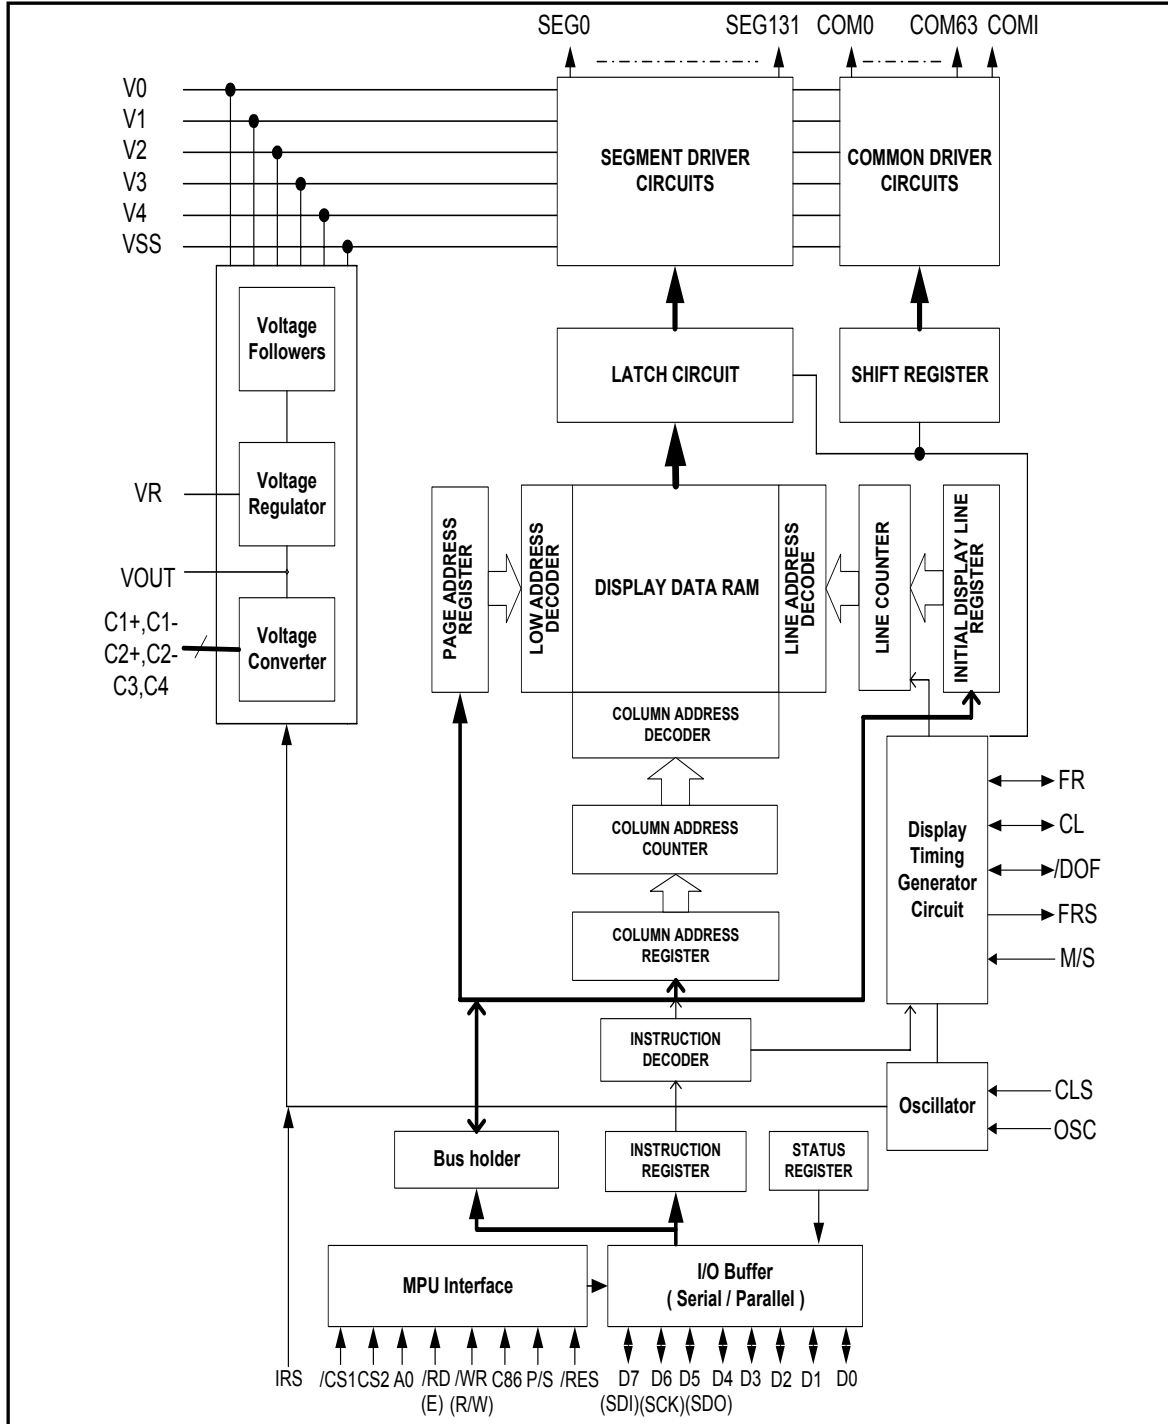 SEG0 SEG131 COM0 COM63 COMI
V0
V1
V2
V3
V4
VSS
SEGMENT DRIVER
CIRCUITS
COMMON DRIVER
CIRCUITS
Voltage
Followers
LATCH CIRCUIT
SHIFT REGISTER
VR
Voltage
Regulator
VOUT
C1+,C1-
C2+,C2-
C3,C4
Voltage
Converter
PAGE ADDRESS
REGISTER
LOW ADDRESS
DECODER
DISPLAY DATA RAM
LINE ADDRESS
DECODE
LINE COUNTER
INITIAL DISPLAY LINE
REGISTER
COLUMN ADDRESS
DECODER
COLUMN ADDRESS
COUNTER
COLUMN ADDRESS
REGISTER
Display
Timing
Generator
Circuit
FR
CL
/DOF
FRS
M/S
INSTRUCTION
DECODER
Oscillator
CLS
OSC
Bus holder
INSTRUCTION
REGISTER
STATUS
REGISTER
MPU Interface
I/O Buffer
( Serial / Parallel )
IRS /CS1 CS2 A0 /RD /WR C86 P/S /RES D7 D6 D5 D4 D3 D2 D1 D0
(E) (R/W) (SDI) (SCK) (SDO)